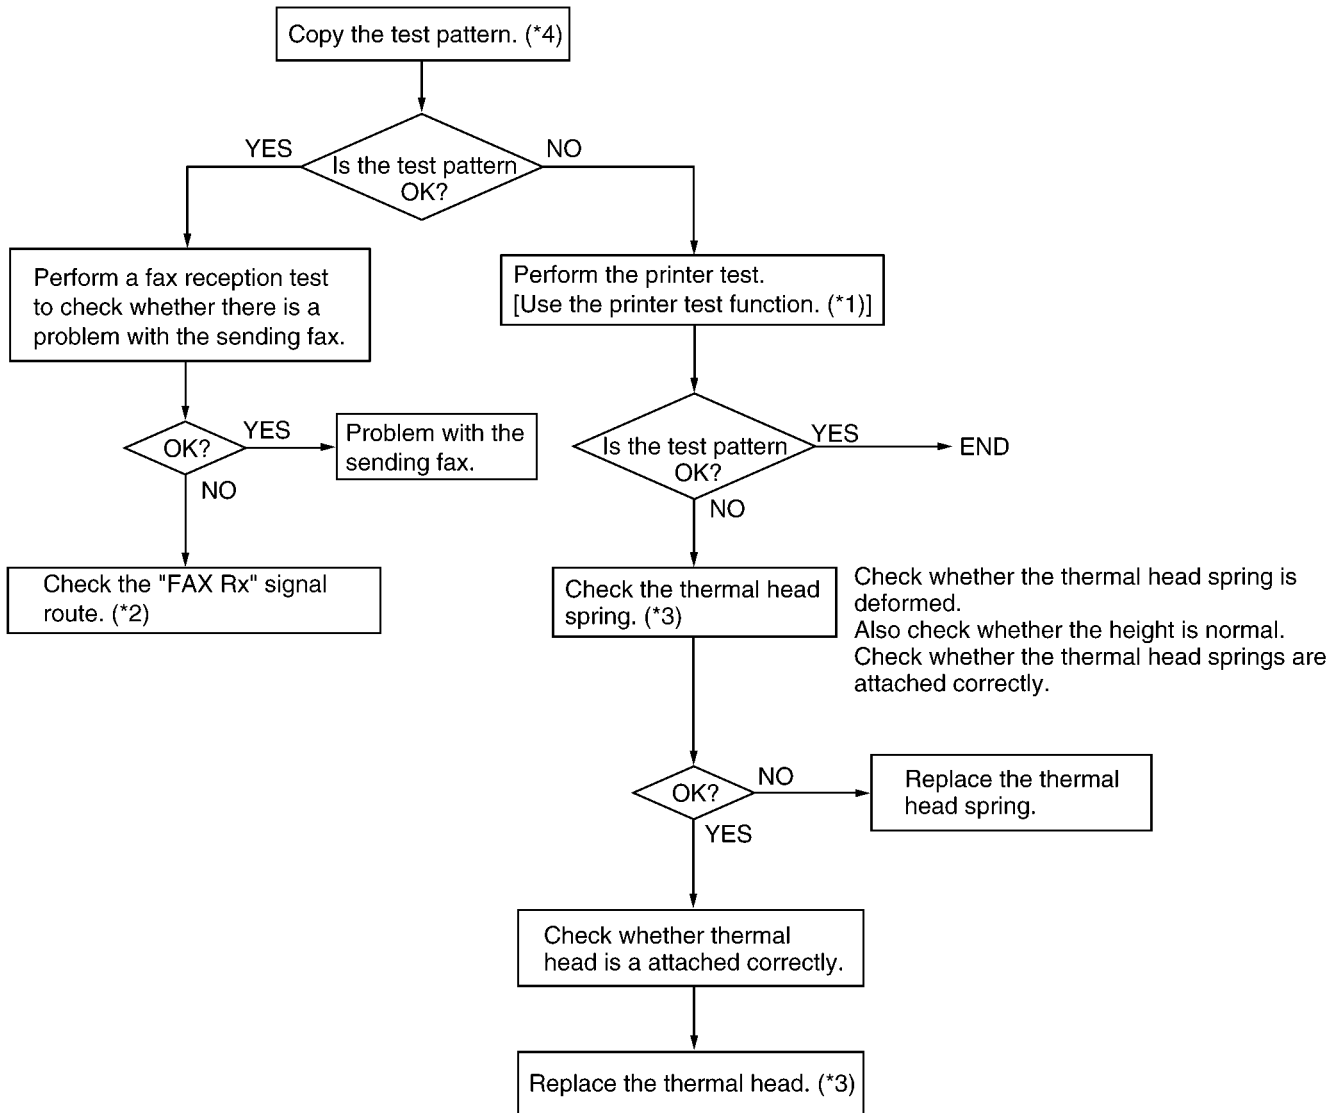 Copy the test pattern. (*4)
YES
NO
Is the test pattern
OK?
Perform a fax reception test
to check whether there is a
problem with the sending fax.
Perform the printer test.
[Use the printer test function. (*1)]
OK?
YES
NO
Problem with the
sending fax.
Is the test pattern
OK?
YES
END
NO
Check the "FAX Rx" signal
route. (*2)
Check the thermal head
spring. (*3)
Check whether the thermal head spring is
deformed.
Also check whether the height is normal.
Check whether the thermal head springs are
attached correctly.
OK?
NO
YES
Replace the thermal
head spring.
Check whether thermal
head is a attached correctly.
Replace the thermal head. (*3)